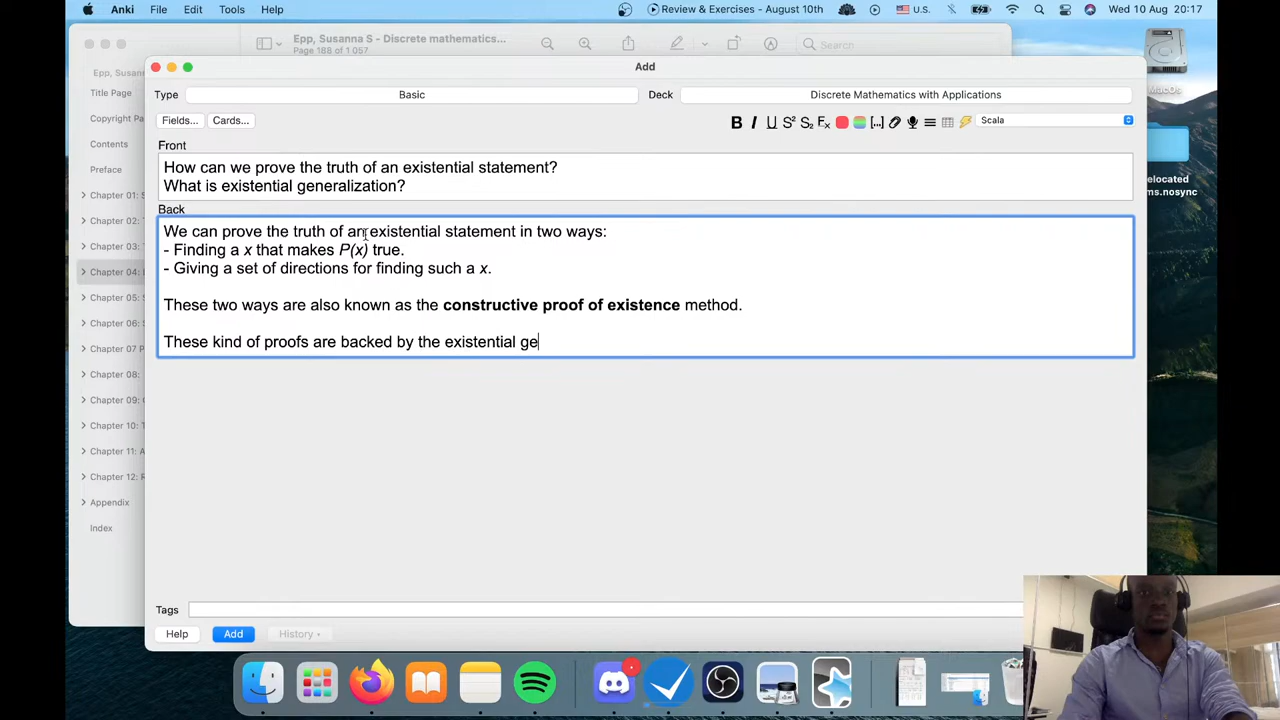 Anki File Edit Tools Help Review & Exercises - August 10th U.S. Wed 10 Aug 20:17
Epp, Susanna S - Discrete mathematics...
Page 188 of 1 057
Search
Add
Epp, Susanna
Type Basic Deck Discrete Mathematics with Applications
Title Page
Copyright Pa
Fields... Cards... B I U Scala
Contents
Front
Preface
How can we prove the truth of an existential statement?
What is existential generalization?
Back
We can prove the truth of an existential statement in two ways:
- Finding a x that makes P(x) true.
- Giving a set of directions for finding such a x.
These two ways are also known as the constructive proof of existence method.
These kind of proofs are backed by the existential ge
Chapter 01: S
Chapter 02: T
Chapter 03: T
Chapter 04: E
Chapter 05: S
Chapter 06: S
Chapter 07 P
Chapter 08:
Chapter 09: C
Chapter 10: T
Chapter 11: A
Chapter 12: R
Appendix
Index
Tags
Help Add History
MacOs
elocated
ms.nosync